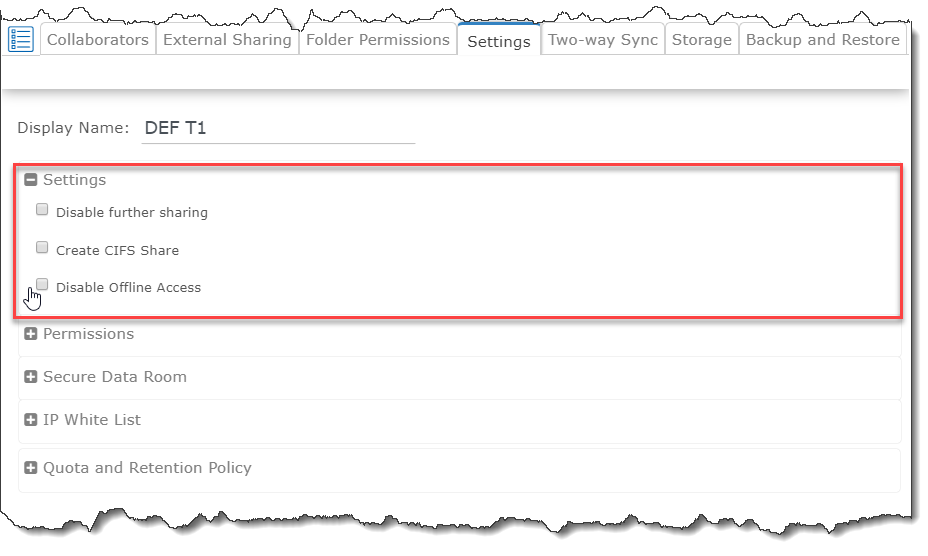 Collaborators External Sharing Folder Permissions Settings Two-way Sync Storage Backup and Restore
Display Name: DEF T1
Settings
Disable further sharing
Create CIFS Share
Disable Offline Access
Permissions
Secure Data Room
IP White List
Quota and Retention Policy